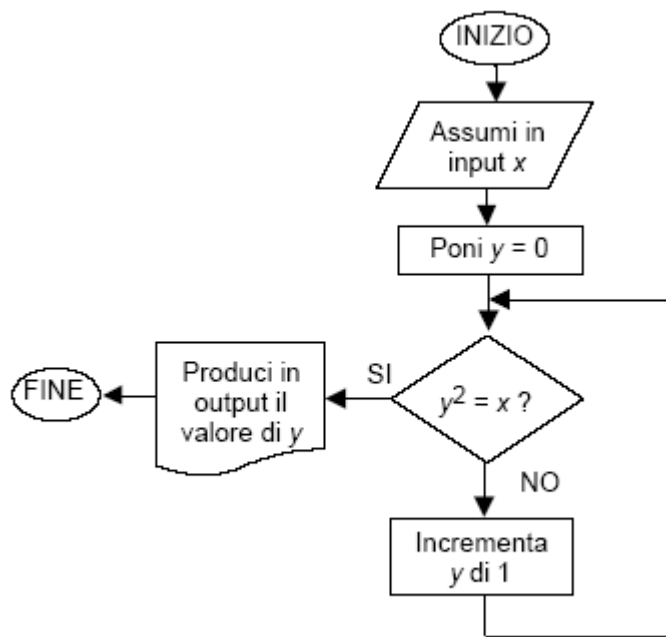 INIZIO
Assumi in
input x
Poni y = 0
y² = x ?
SI
Produci in
output il
valore di y
FINE
NO
Incrementa
y di 1